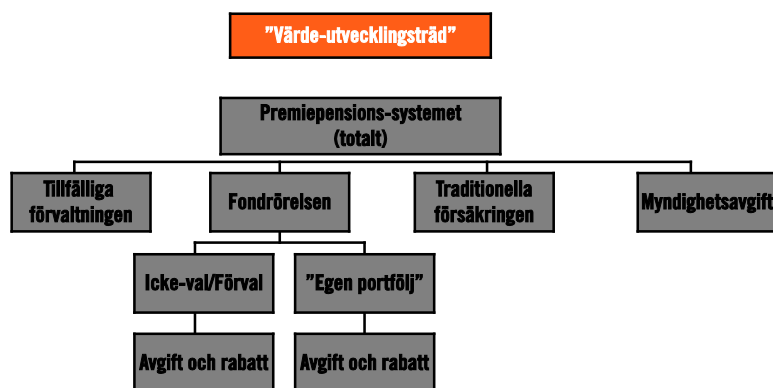 ”Värde-utvecklingsträd”
Premiepensions-systemet
(totalt)
Tillfälliga
förvaltningen
Fondrörelsen
Traditionella
försäkringen
Myndighetsavgift
Icke-val/Förval
”Egen portfölj”
Avgift och rabatt
Avgift och rabatt